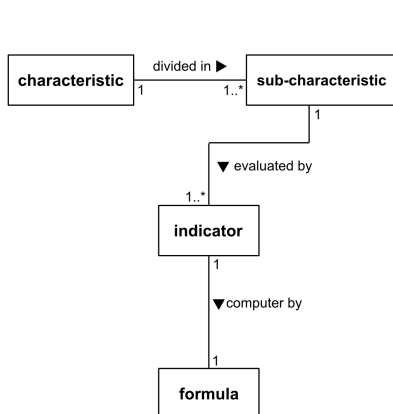 divided in ▶
characteristic
sub-characteristic
1
1..*
1
▼ evaluated by
1..*
indicator
1
▼ computer by
1
formula